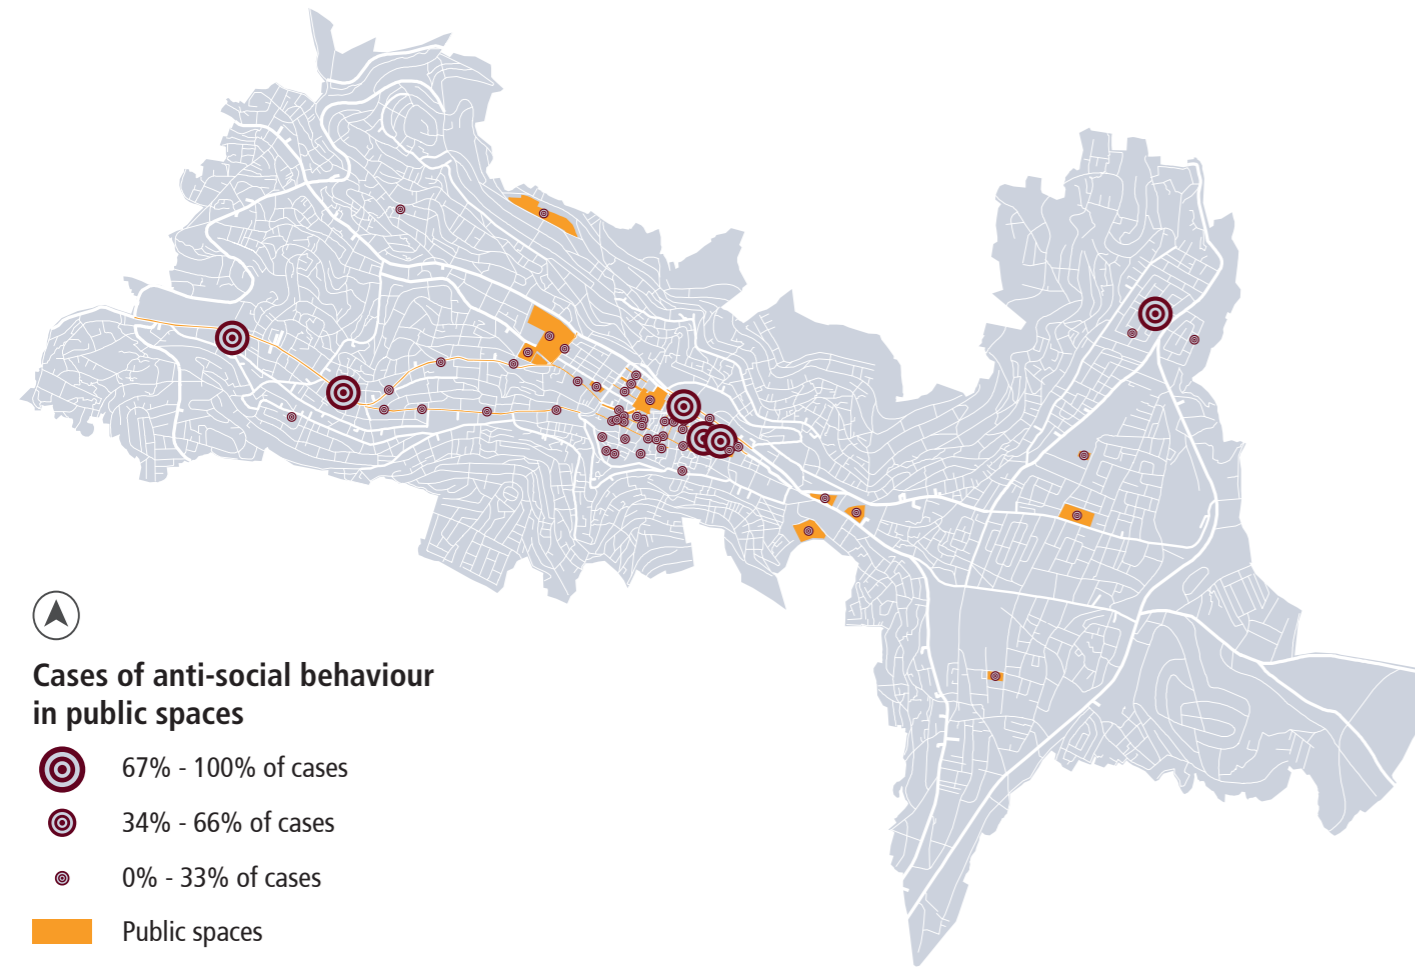 Cases of anti-social behaviour
in public spaces
67% - 100% of cases
34% - 66% of cases
0% - 33% of cases
Public spaces